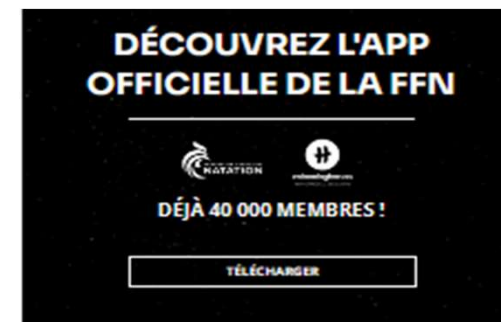 DÉCOUVREZ L'APP
OFFICIELLE DE LA FFN
NATATION
DÉJÀ 40 000 MEMBRES !
TÉLÉCHARGER